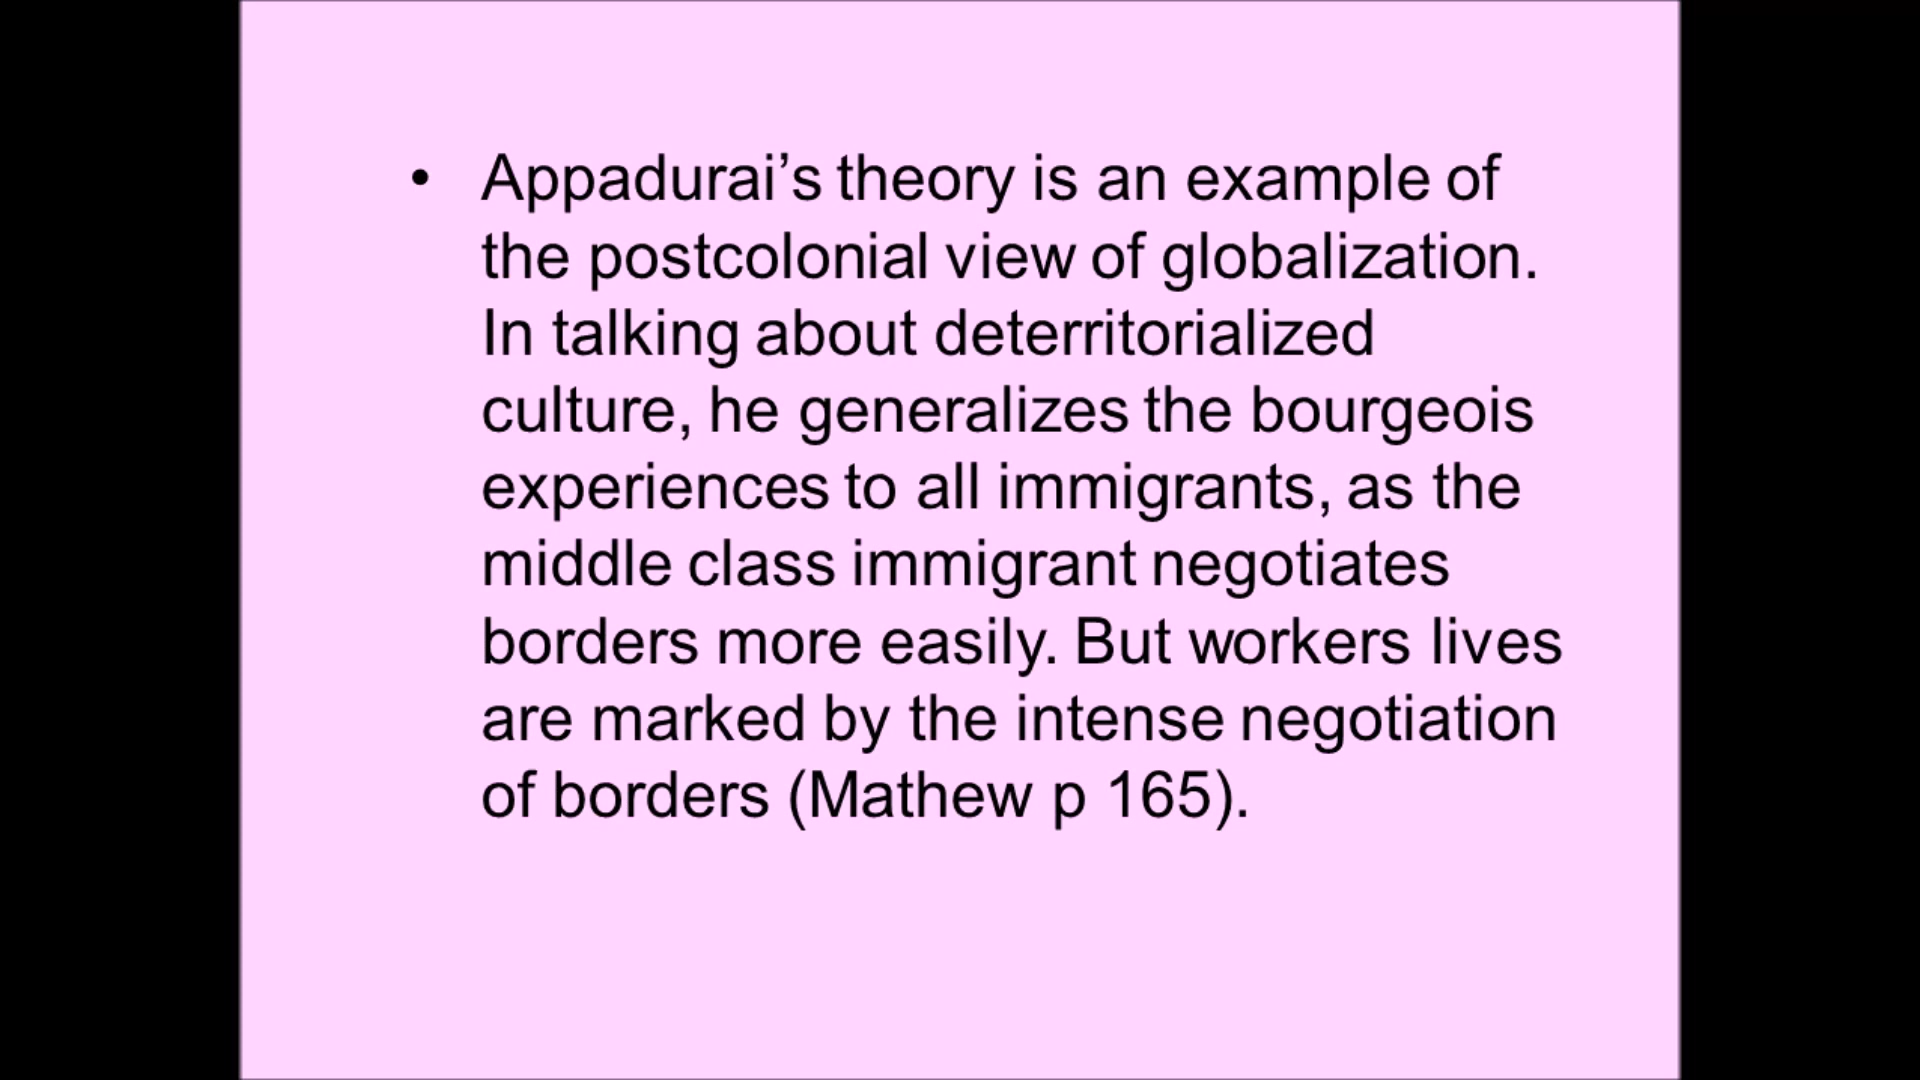 • Appadurai’s theory is an example of
the postcolonial view of globalization.
In talking about deterritorialized
culture, he generalizes the bourgeois
experiences to all immigrants, as the
middle class immigrant negotiates
borders more easily. But workers lives
are marked by the intense negotiation
of borders (Mathew p 165).